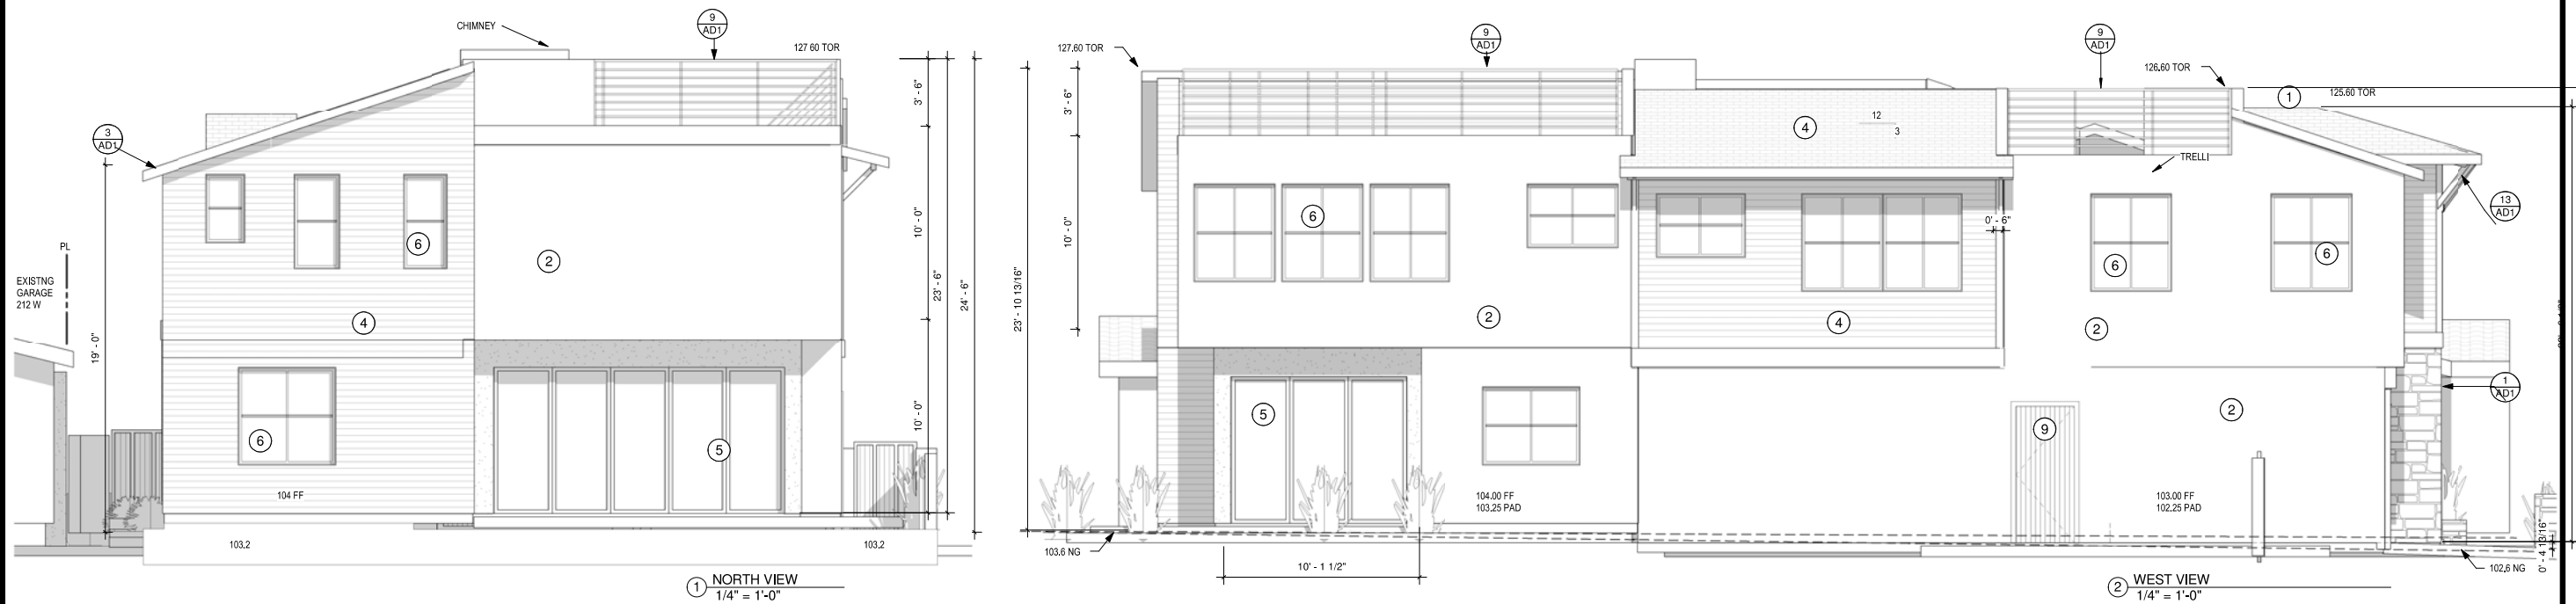 CHIMNEY
9
AD1
127 60 TOR
3
AD1
3' - 6"
10' - 0"
23' - 6"
24' - 6"
10' - 0"
19' - 0"
PL
EXISTNG
GARAGE
212 W
6
2
4
6
5
104 FF
103.2
103.2
1 NORTH VIEW
1/4" = 1'-0"
127.60 TOR
9
AD1
9
AD1
126.60 TOR
1
125.60 TOR
3' - 6"
10' - 0"
23' - 10 13/16"
12
3
4
TRELLI
6
0' - 6"
6
6
13
AD1
2
4
2
1
AD1
5
9
2
104.00 FF
103.25 PAD
103.00 FF
102.25 PAD
103.6 NG
10' - 1 1/2"
0' - 4 13/16"
102.6 NG
2 WEST VIEW
1/4" = 1'-0"